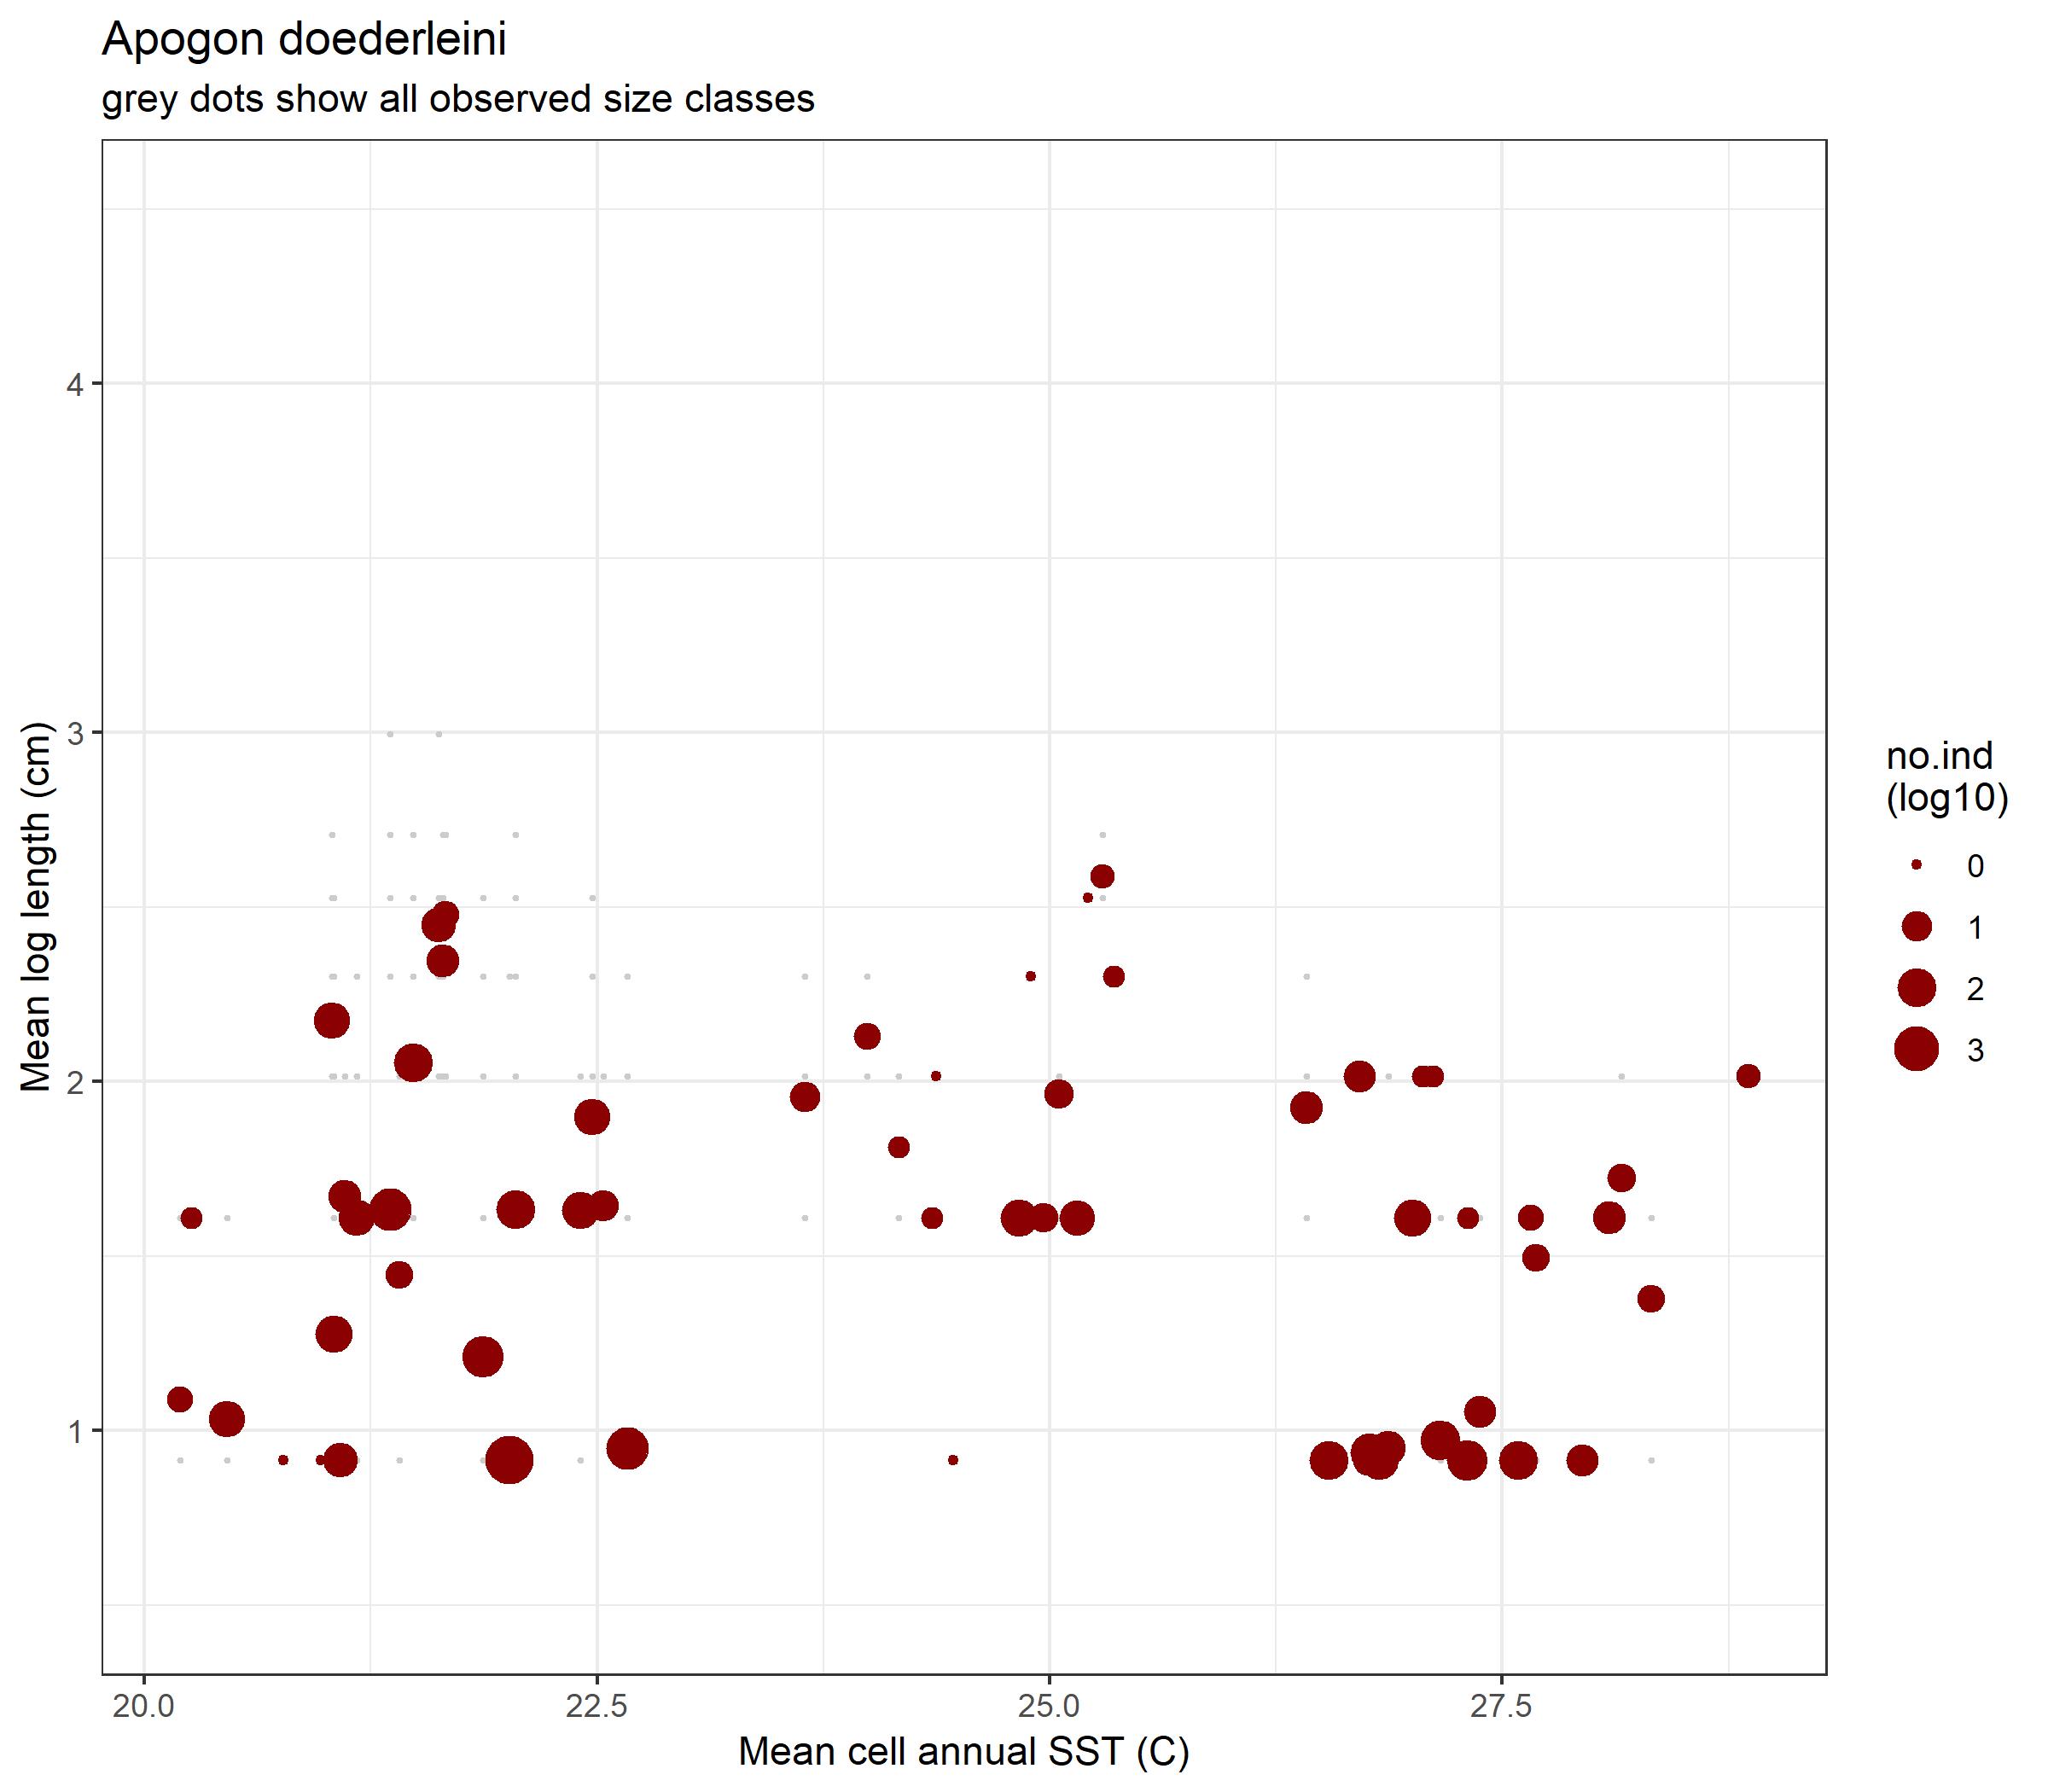 Apogon doederleini
grey dots show all observed size classes
Mean log length (cm)
4
3
2
1
20.0
22.5
25.0
27.5
Mean cell annual SST (C)
no.ind
(log10)
0
1
2
3